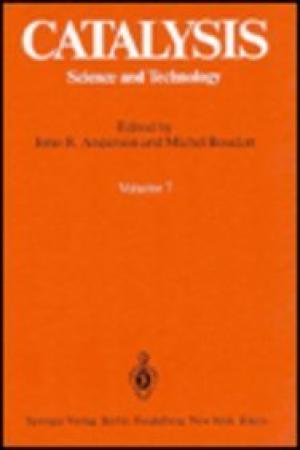 CATALYSIS
Science and Technology
Edited by
John R. Anderson and Michel Boudart
Volume 7
Springer-Verlag Berlin Heidelberg New York Tokyo